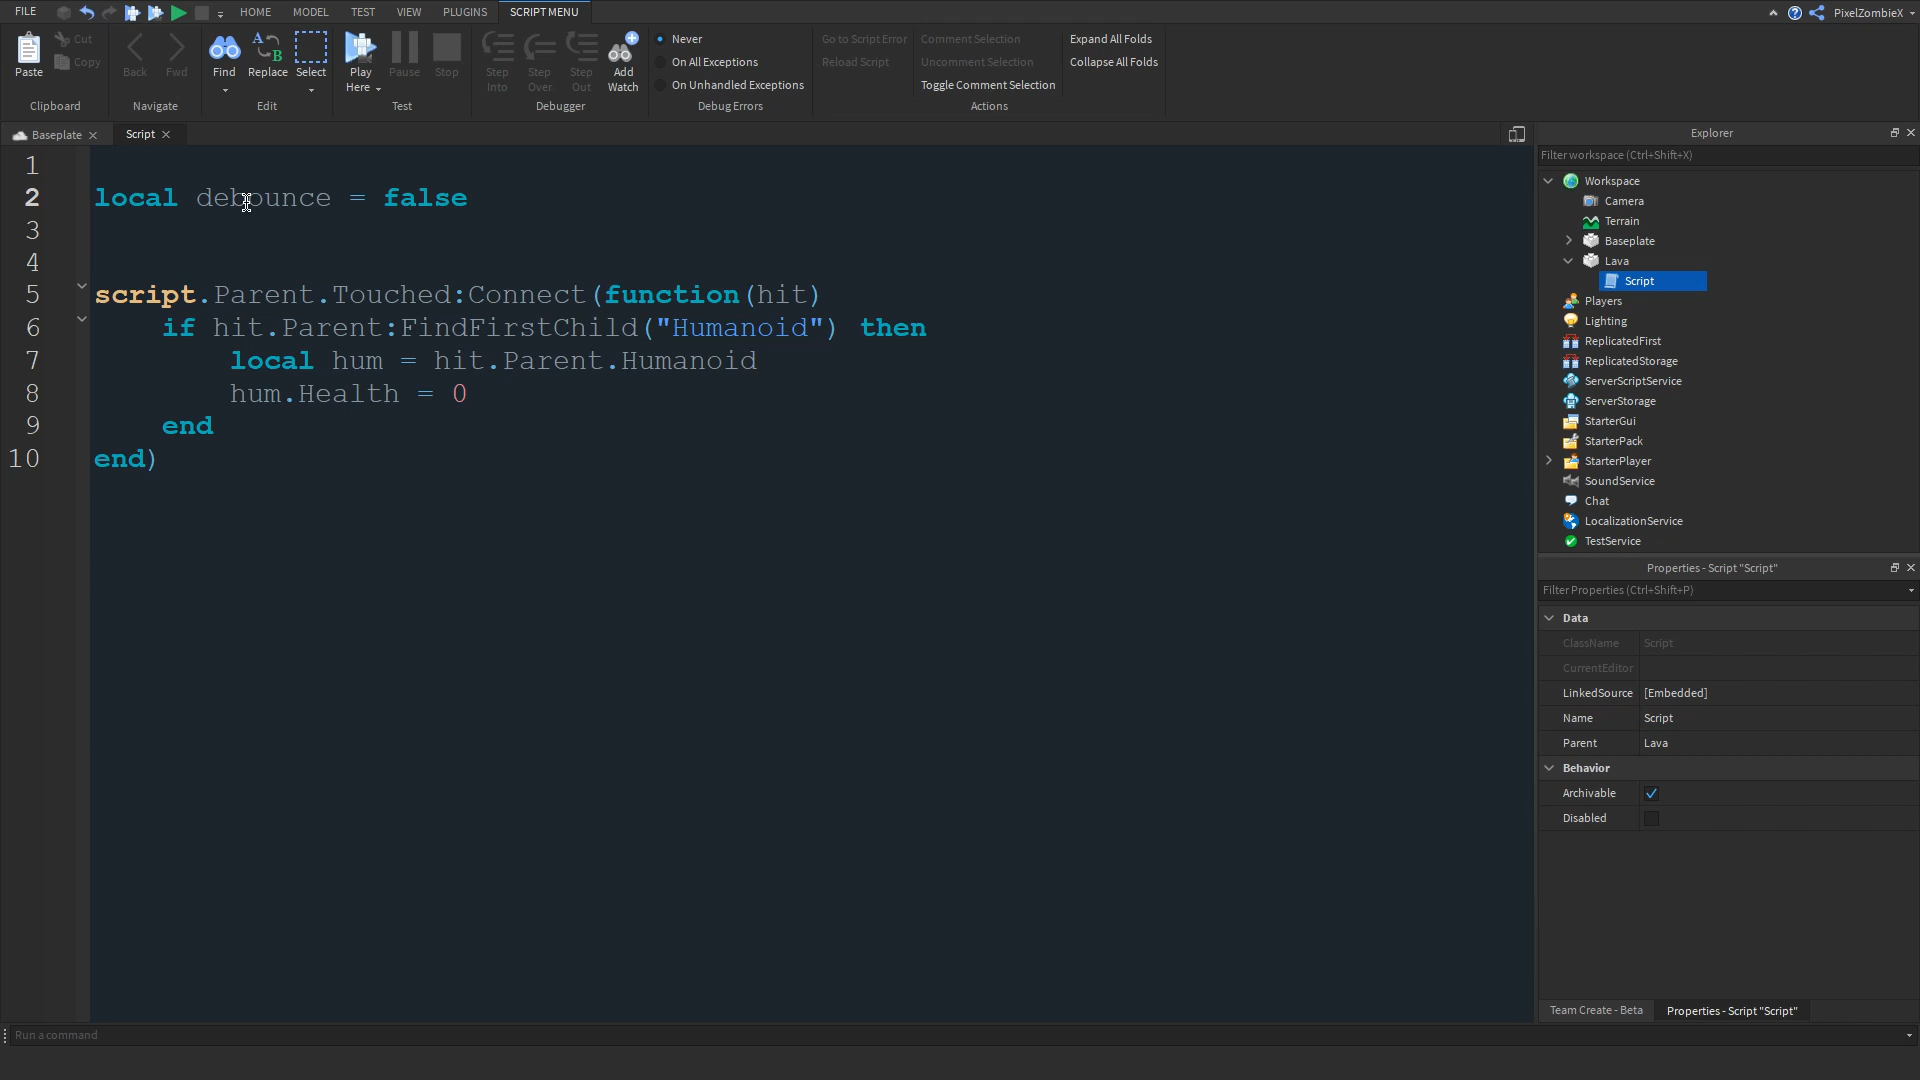 FILE HOME MODEL TEST VIEW PLUGINS SCRIPT MENU PixelZombieX
Paste Cut Copy
Clipboard
Back Fwd
Navigate
Find Replace Select
Edit
Play Here Pause Stop
Test
Step Into Step Over Step Out Add Watch
Debugger
Never
On All Exceptions
On Unhandled Exceptions
Debug Errors
Go to Script Error Comment Selection Expand All Folds
Reload Script Uncomment Selection Collapse All Folds
Toggle Comment Selection
Actions
Baseplate Script
1
2 local debounce = false
3
4
5 script.Parent.Touched:Connect(function(hit)
6 if hit.Parent:FindFirstChild("Humanoid") then
7 local hum = hit.Parent.Humanoid
8 hum.Health = 0
9 end
10 end)
Explorer
Filter workspace (Ctrl+Shift+X)
Workspace
Camera
Terrain
Baseplate
Lava
Script
Players
Lighting
ReplicatedFirst
ReplicatedStorage
ServerScriptService
ServerStorage
StarterGui
StarterPack
StarterPlayer
SoundService
Chat
LocalizationService
TestService
Properties - Script "Script"
Filter Properties (Ctrl+Shift+P)
Data
ClassName Script
CurrentEditor
LinkedSource [Embedded]
Name Script
Parent Lava
Behavior
Archivable
Disabled
Team Create - Beta Properties - Script "Script"
Run a command